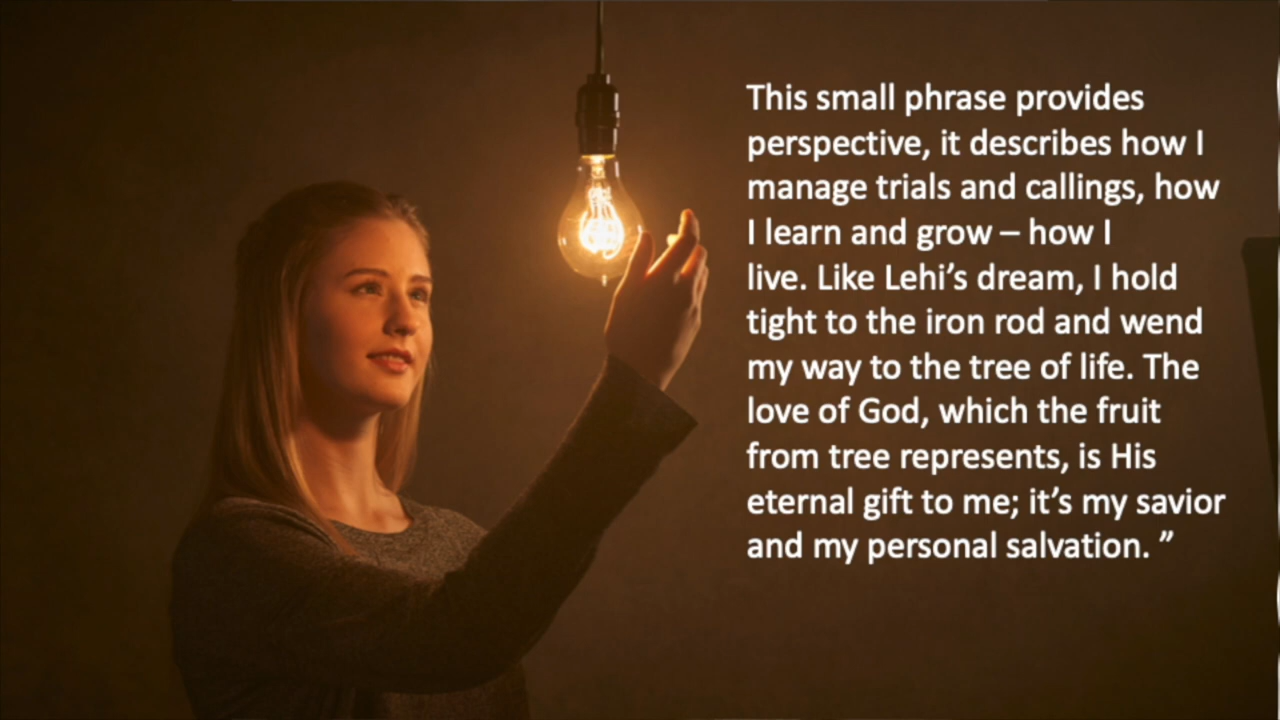 This small phrase provides
perspective, it describes how I
manage trials and callings, how
I learn and grow – how I
live. Like Lehi’s dream, I hold
tight to the iron rod and wend
my way to the tree of life. The
love of God, which the fruit
from tree represents, is His
eternal gift to me; it’s my savior
and my personal salvation. ”